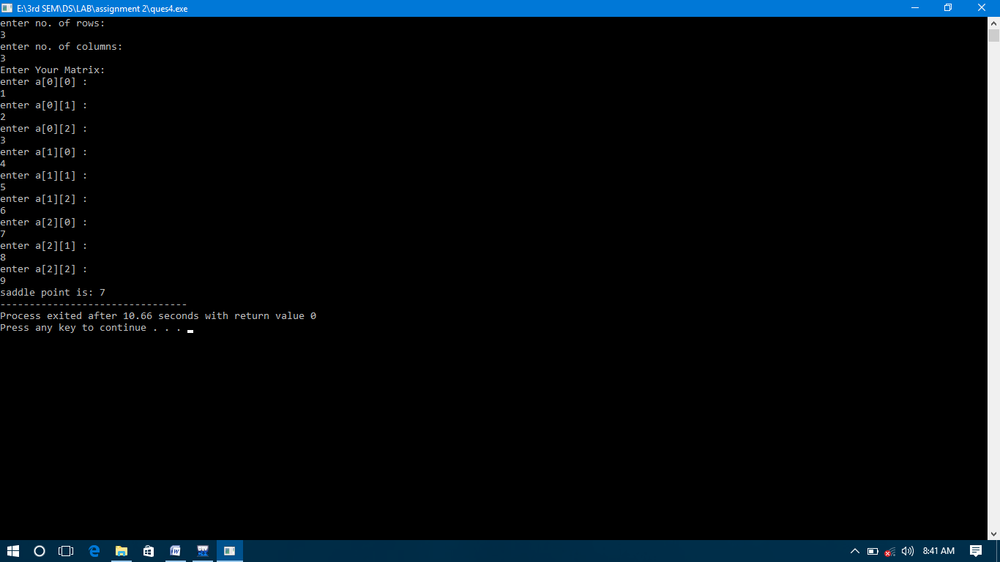 E:\3rd SEM\DS\LAB\assignment 2\ques4.exe
enter no. of rows:
3
enter no. of columns:
3
Enter Your Matrix:
enter a[0][0] :
1
enter a[0][1] :
2
enter a[0][2] :
3
enter a[1][0] :
4
enter a[1][1] :
5
enter a[1][2] :
6
enter a[2][0] :
7
enter a[2][1] :
8
enter a[2][2] :
9
saddle point is: 7
--------------------------------
Process exited after 10.66 seconds with return value 0
Press any key to continue . . .
8:41 AM